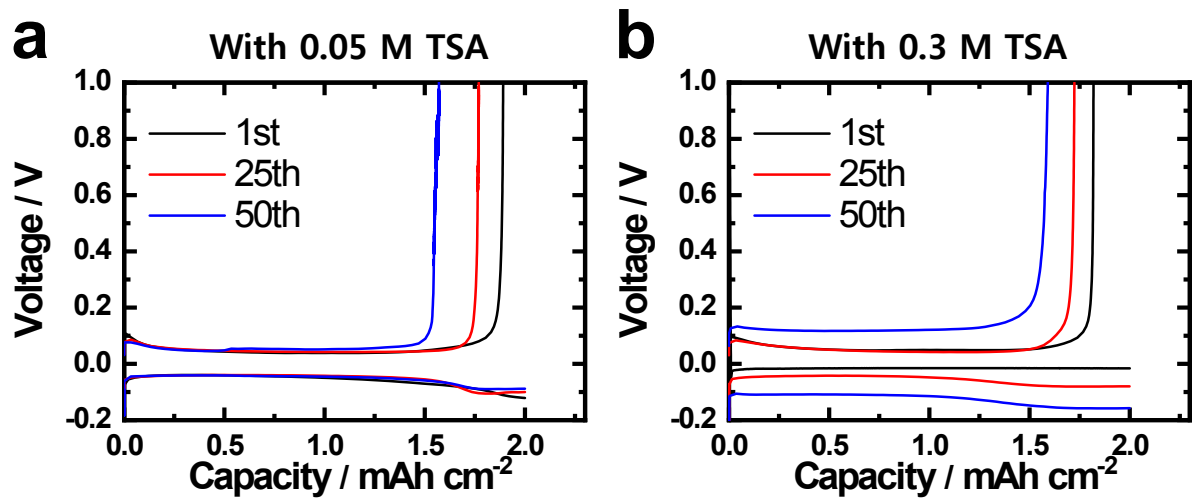 a
With 0.05 M TSA
1.0
0.8
0.6
0.4
0.2
0.0
-0.2
Voltage / V
1st
25th
50th
0.0 0.5 1.0 1.5 2.0
Capacity / mAh cm⁻²
b
With 0.3 M TSA
1.0
0.8
0.6
0.4
0.2
0.0
-0.2
Voltage / V
1st
25th
50th
0.0 0.5 1.0 1.5 2.0
Capacity / mAh cm⁻²